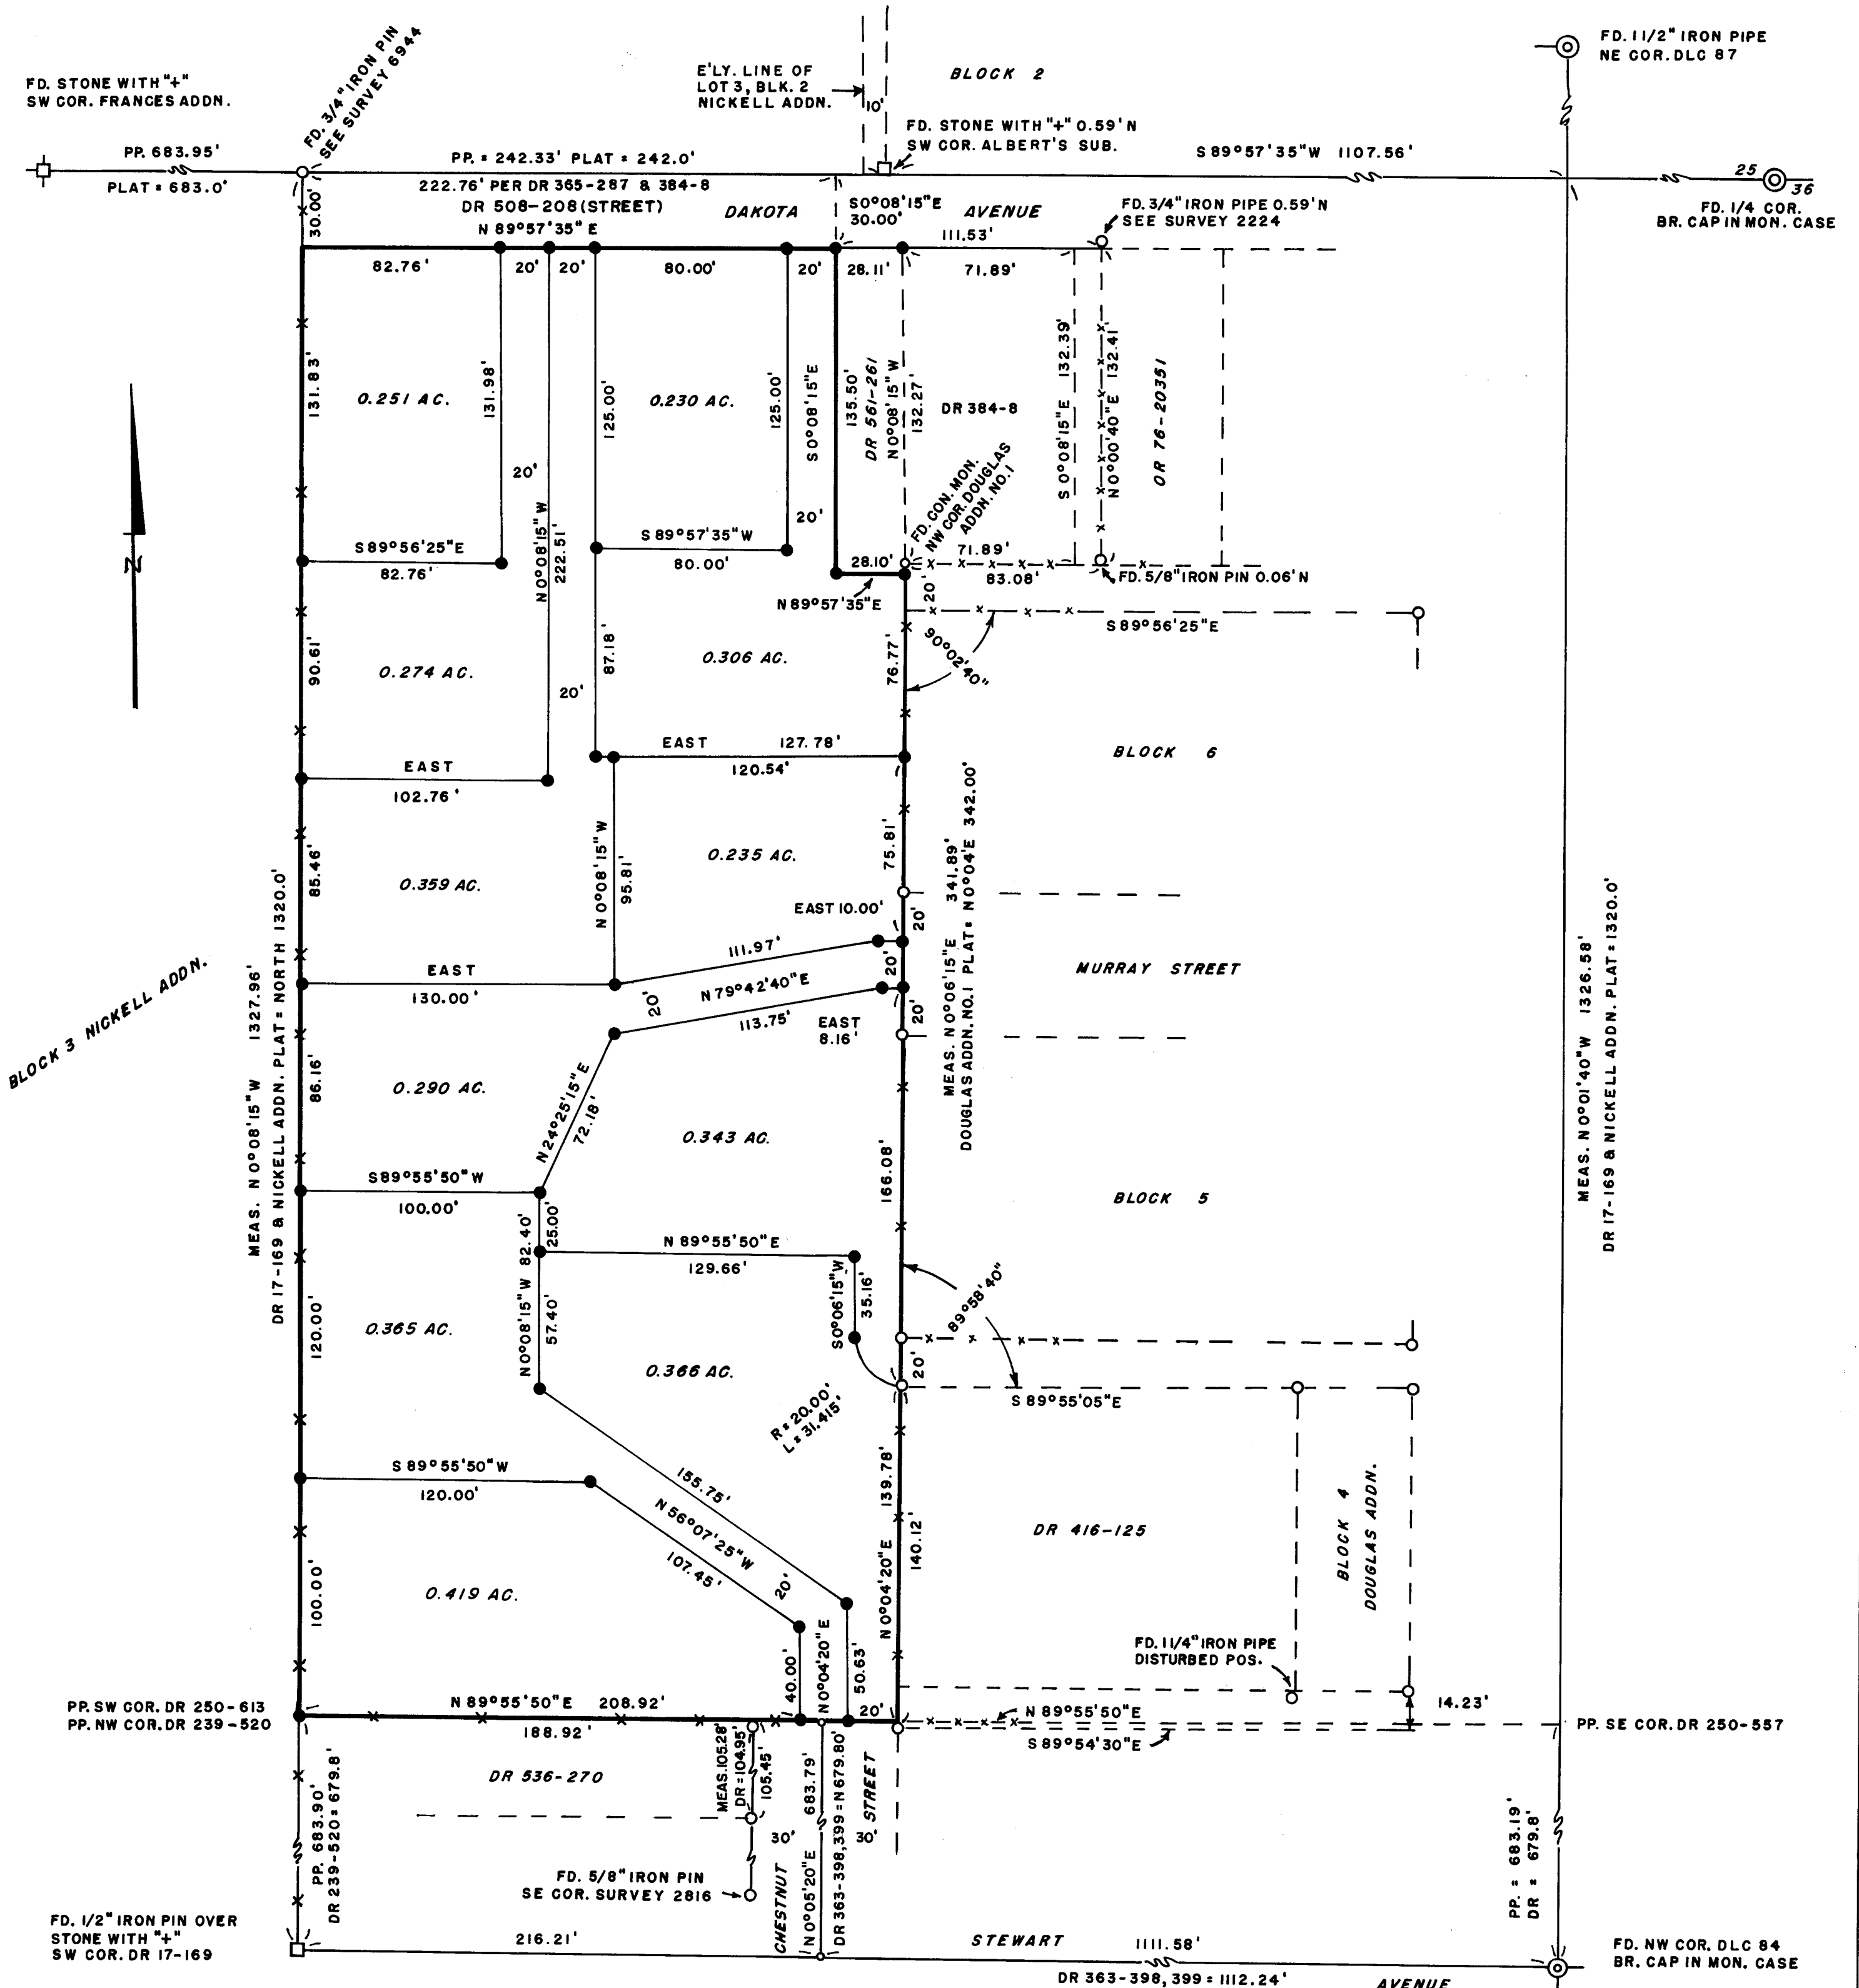 FD. STONE WITH "+"
SW COR. FRANCES ADDN.
FD. 3/4" IRON PIN
SEE SURVEY 6944
E'LY. LINE OF
LOT 3, BLK. 2
NICKELL ADDN.
10'
BLOCK 2
FD. 1 1/2" IRON PIPE
NE COR. DLC 87
FD. STONE WITH "+" 0.59' N
SW COR. ALBERT'S SUB.
PP. 683.95'
PLAT = 683.0'
PP. = 242.33' PLAT = 242.0'
222.76' PER DR 365-287 & 384-8
DR 508-208 (STREET)
DAKOTA
AVENUE
S 89°57'35" W 1107.56'
25
36
FD. 1/4 COR.
BR. CAP IN MON. CASE
30.00'
N 89°57'35" E
S 0°08'15" E
30.00'
111.53'
FD. 3/4" IRON PIPE 0.59' N
SEE SURVEY 2224
82.76'
20'
20'
80.00'
20'
28.11'
71.89'
131.83'
0.251 AC.
131.98'
125.00'
0.230 AC.
125.00'
S 0°08'15" E
135.50'
DR 561-261
N 0°08'15" W
132.27'
DR 384-8
S 0°08'15" E 132.39'
N 0°00'40" E 132.41'
OR 76-20351
20'
20'
N
FD. CON. MON.
NW COR. DOUGLAS
ADDN. NO. 1
S 89°56'25" E
82.76'
N 0°08'15" W
222.51'
S 89°57'35" W
80.00'
28.10'
71.89'
83.08'
FD. 5/8" IRON PIN 0.06' N
N 89°57'35" E
20'
S 89°56'25" E
90°02'40"
90.61'
0.274 AC.
20'
87.18'
0.306 AC.
76.77'
EAST
102.76'
EAST 127.78'
120.54'
BLOCK 6
85.46'
0.359 AC.
N 0°08'15" W
95.81'
0.235 AC.
75.81'
MEAS. N 0°06'15" E 341.89'
DOUGLAS ADDN. NO. 1 PLAT = N 0°04' E 342.00'
EAST 10.00'
20'
20'
20'
111.97'
N 79°42'40" E
20'
113.75'
EAST
8.16'
MURRAY STREET
EAST
130.00'
BLOCK 3 NICKELL ADDN.
MEAS. N 0°08'15" W 1327.96'
DR 17-169 & NICKELL ADDN. PLAT = NORTH 1320.0'
MEAS. N 0°01'40" W 1326.58'
DR 17-169 & NICKELL ADDN. PLAT = 1320.0'
86.16'
0.290 AC.
N 24°25'15" E
72.18'
0.343 AC.
166.08'
BLOCK 5
S 89°55'50" W
100.00'
N 0°08'15" W 82.40'
25.00'
57.40'
N 89°55'50" E
129.66'
S 0°06'15" W
35.16'
89°58'40"
120.00'
0.365 AC.
0.366 AC.
R = 20.00'
L = 31.415'
20'
S 89°55'05" E
S 89°55'50" W
120.00'
155.75'
N 56°07'25" W
107.45'
20'
N 0°04'20" E
139.78'
140.12'
DR 416-125
BLOCK 4
DOUGLAS ADDN.
100.00'
0.419 AC.
40.00'
N 0°04'20" E
50.63'
FD. 1 1/4" IRON PIPE
DISTURBED POS.
14.23'
PP. SW COR. DR 250-613
PP. NW COR. DR 239-520
N 89°55'50" E 208.92'
188.92'
20'
N 89°55'50" E
S 89°54'30" E
PP. SE COR. DR 250-557
PP. 683.90'
DR 239-520 = 679.8'
DR 536-270
MEAS. 105.28'
DR = 104.95'
105.45'
N 0°05'20" E 683.79'
DR 363-398, 399 = N 679.80'
CHESTNUT
STREET
30'
30'
FD. 5/8" IRON PIN
SE COR. SURVEY 2816
PP. = 683.19'
DR = 679.8'
FD. 1/2" IRON PIN OVER
STONE WITH "+"
SW COR. DR 17-169
216.21'
STEWART
1111.58'
DR 363-398, 399 = 1112.24'
AVENUE
FD. NW COR. DLC 84
BR. CAP IN MON. CASE